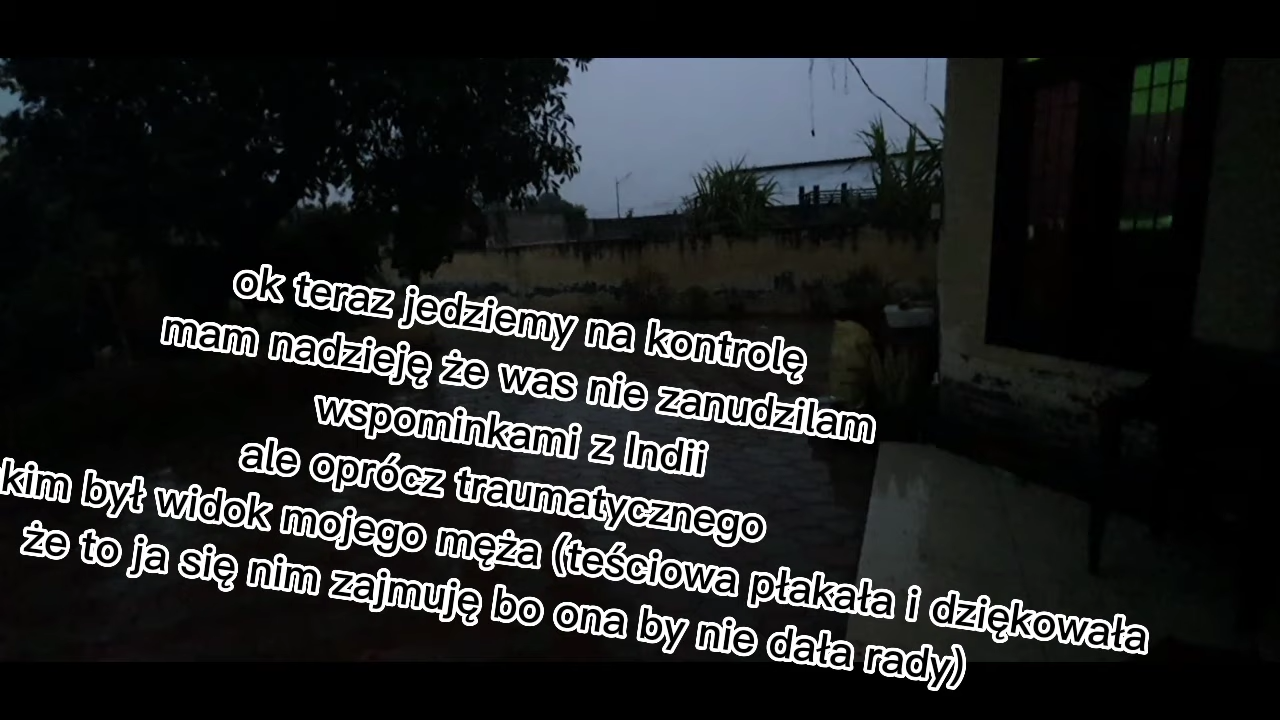 ok teraz jedziemy na kontrolę
mam nadzieję że was nie zanudzilam
wspominkami z Indii
ale oprócz traumatycznego
kim był widok mojego męża (teściowa płakała i dziękowała
że to ja się nim zajmuję bo ona by nie dała rady)